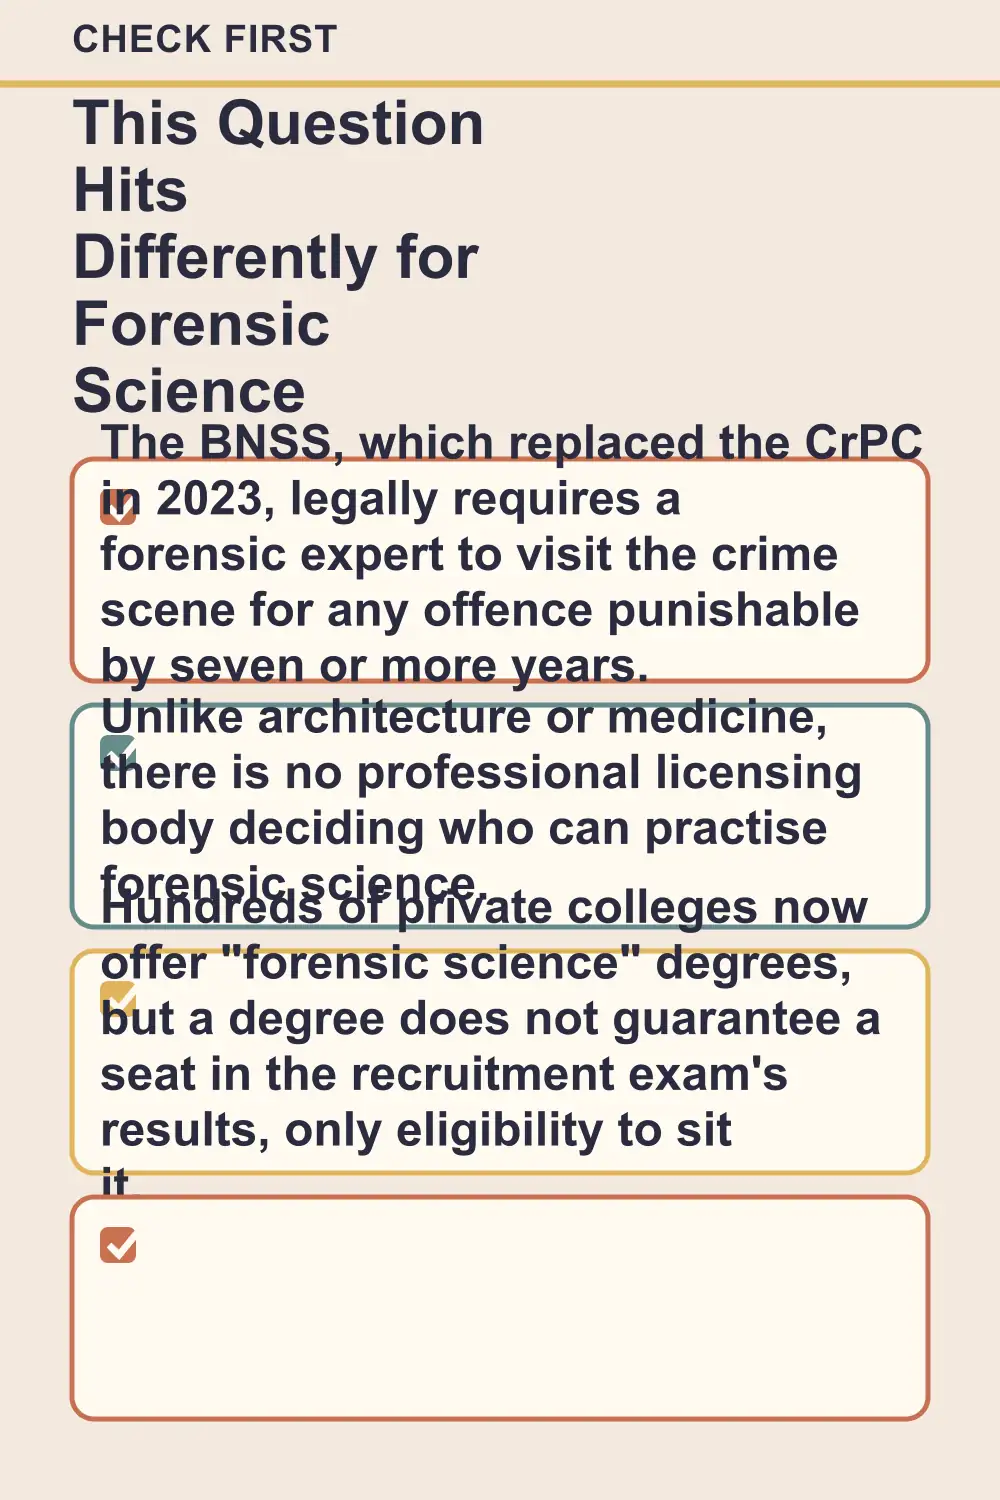 CHECK FIRST
This Question
Hits
Differently for
Forensic
Science
The BNSS, which replaced the CrPC
in 2023, legally requires a
forensic expert to visit the crime
scene for any offence punishable
by seven or more years.
Unlike architecture or medicine,
there is no professional licensing
body deciding who can practise
forensic science.
Hundreds of private colleges now
offer "forensic science" degrees,
but a degree does not guarantee a
seat in the recruitment exam's
results, only eligibility to sit
it.